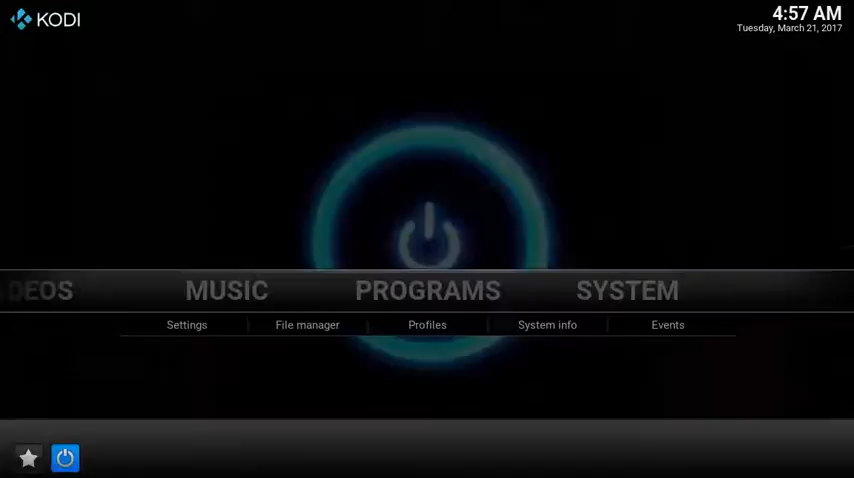 KODI
4:57 AM
Tuesday, March 21, 2017
DEOS MUSIC PROGRAMS SYSTEM
Settings File manager Profiles System info Events